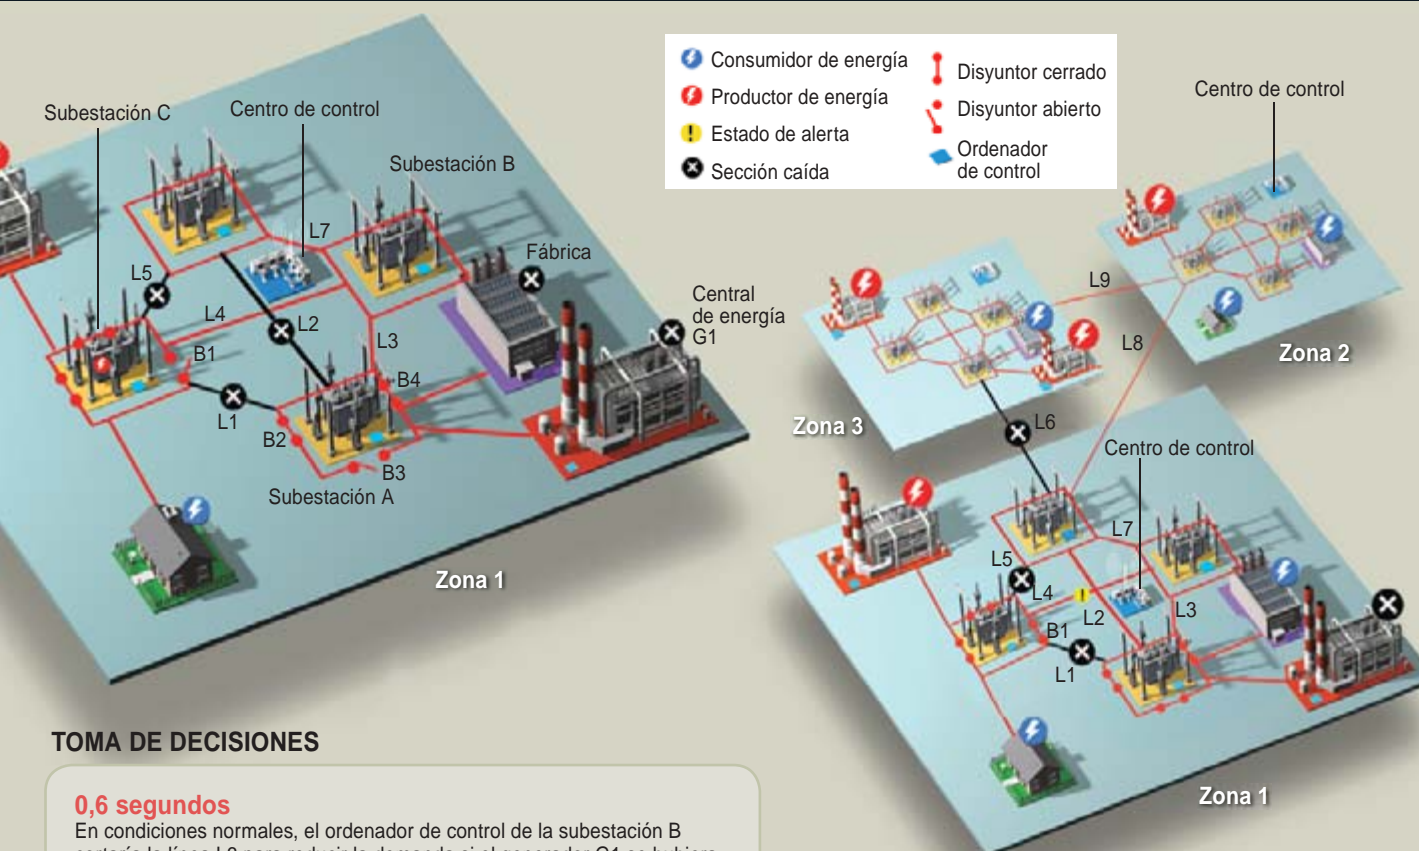 Consumidor de energía
Productor de energía
Estado de alerta
Sección caída
Disyuntor cerrado
Disyuntor abierto
Ordenador
de control
Subestación C
Centro de control
Subestación B
L7
Fábrica
L5
Central
de energía
G1
L4
L2
L3
B1
B4
L1
B2
B3
Subestación A
Zona 1
Centro de control
L9
L8
Zona 2
Zona 3
L6
Centro de control
L7
L5
L4
L2
L3
B1
L1
Zona 1
TOMA DE DECISIONES
0,6 segundos
En condiciones normales, el ordenador de control de la subestación B